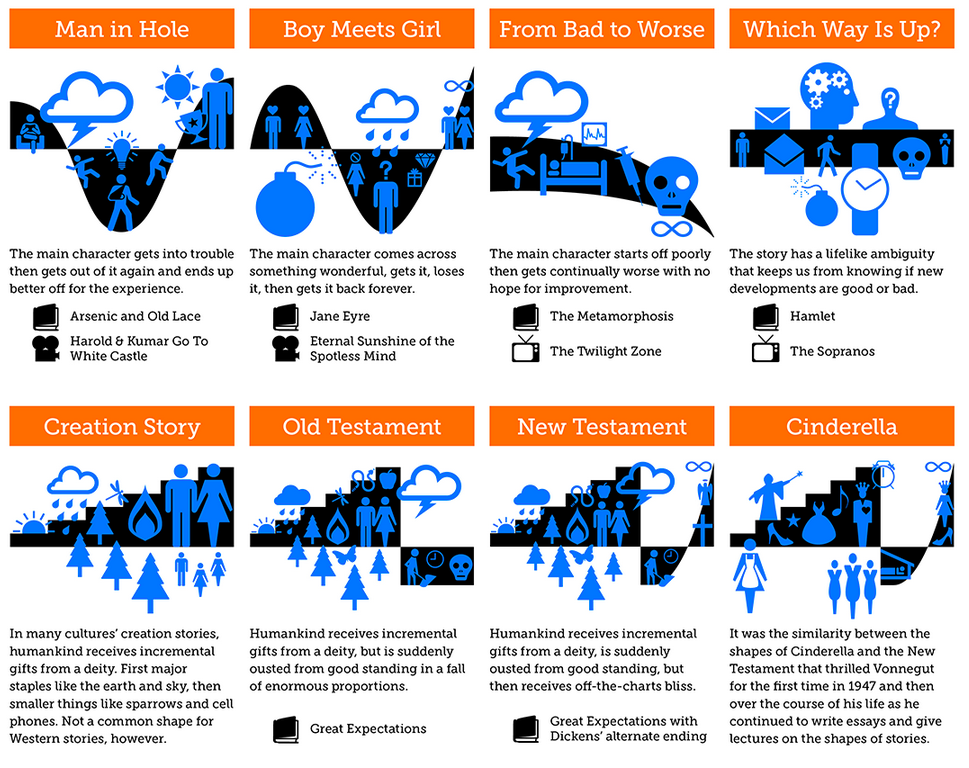 Man in Hole
The main character gets into trouble
then gets out of it again and ends up
better off for the experience.
Arsenic and Old Lace
Harold & Kumar Go To
White Castle
Boy Meets Girl
?
The main character comes across
something wonderful, gets it, loses
it, then gets it back forever.
Jane Eyre
Eternal Sunshine of the
Spotless Mind
From Bad to Worse
The main character starts off poorly
then gets continually worse with no
hope for improvement.
The Metamorphosis
The Twilight Zone
Which Way Is Up?
?
The story has a lifelike ambiguity
that keeps us from knowing if new
developments are good or bad.
Hamlet
The Sopranos
Creation Story
In many cultures’ creation stories,
humankind receives incremental
gifts from a deity. First major
staples like the earth and sky, then
smaller things like sparrows and cell
phones. Not a common shape for
Western stories, however.
Old Testament
Humankind receives incremental
gifts from a deity, but is suddenly
ousted from good standing in a fall
of enormous proportions.
Great Expectations
New Testament
Humankind receives incremental
gifts from a deity, is suddenly
ousted from good standing, but
then receives off-the-charts bliss.
Great Expectations with
Dickens’ alternate ending
Cinderella
It was the similarity between the
shapes of Cinderella and the New
Testament that thrilled Vonnegut
for the first time in 1947 and then
over the course of his life as he
continued to write essays and give
lectures on the shapes of stories.